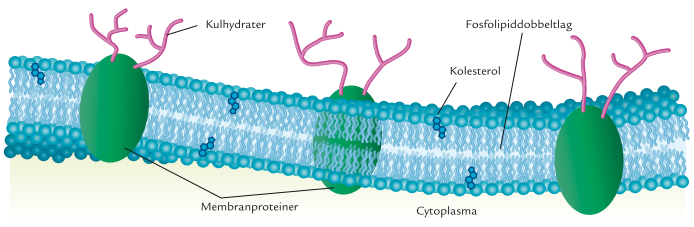 Kulhydrater
Fosfolipiddobbeltlag
Kolesterol
Membranproteiner
Cytoplasma